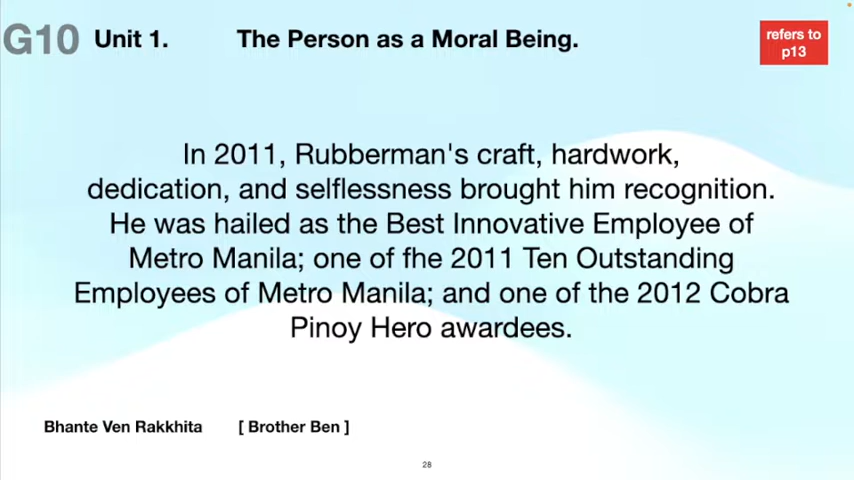 G10 Unit 1. The Person as a Moral Being.
refers to
p13
In 2011, Rubberman's craft, hardwork,
dedication, and selflessness brought him recognition.
He was hailed as the Best Innovative Employee of
Metro Manila; one of fhe 2011 Ten Outstanding
Employees of Metro Manila; and one of the 2012 Cobra
Pinoy Hero awardees.
Bhante Ven Rakkhita [ Brother Ben ]
28